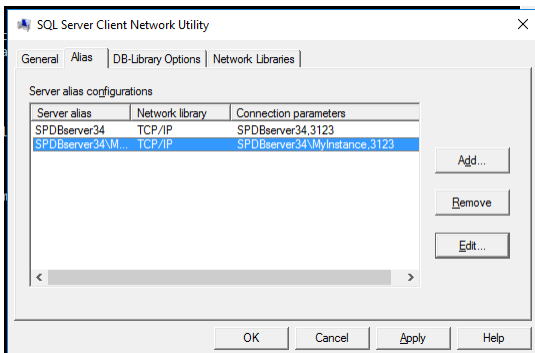 SQL Server Client Network Utility
General Alias DB-Library Options Network Libraries
Server alias configurations
Server alias Network library Connection parameters
SPDBserver34 TCP/IP SPDBserver34,3123
SPDBserver34\M... TCP/IP SPDBserver34\MyInstance,3123
Add...
Remove
Edit...
OK Cancel Apply Help